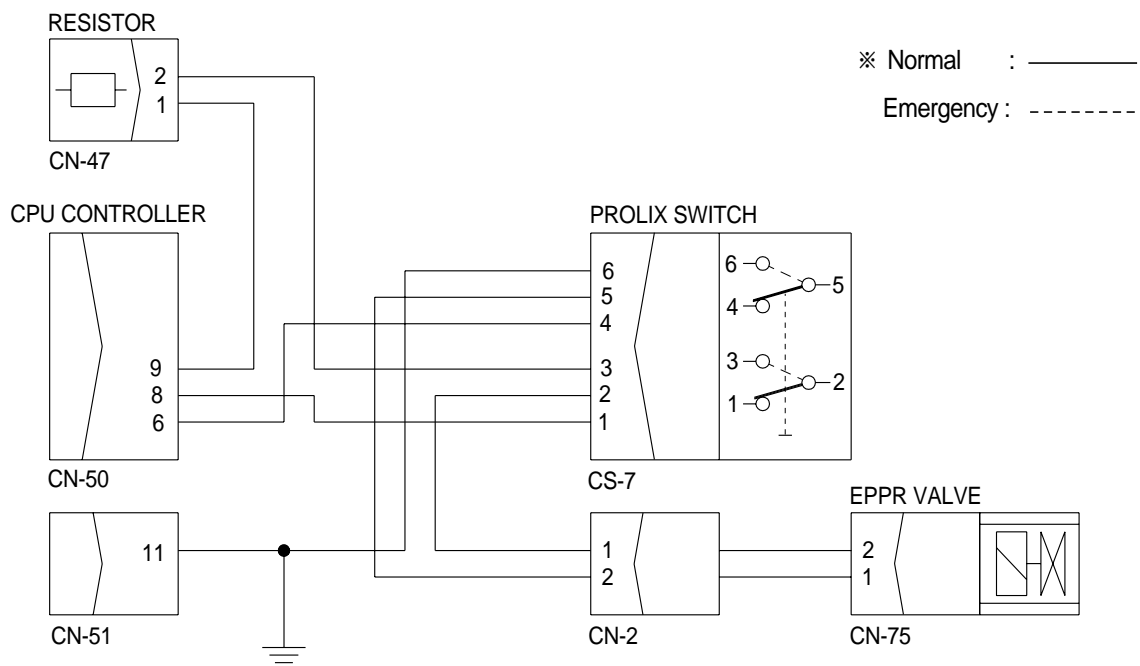 RESISTOR
2
1
CN-47
※ Normal :
Emergency :
CPU CONTROLLER
9
8
6
CN-50
PROLIX SWITCH
6
5
4
3
2
1
6
5
4
3
2
1
CS-7
11
CN-51
1
2
CN-2
EPPR VALVE
2
1
CN-75